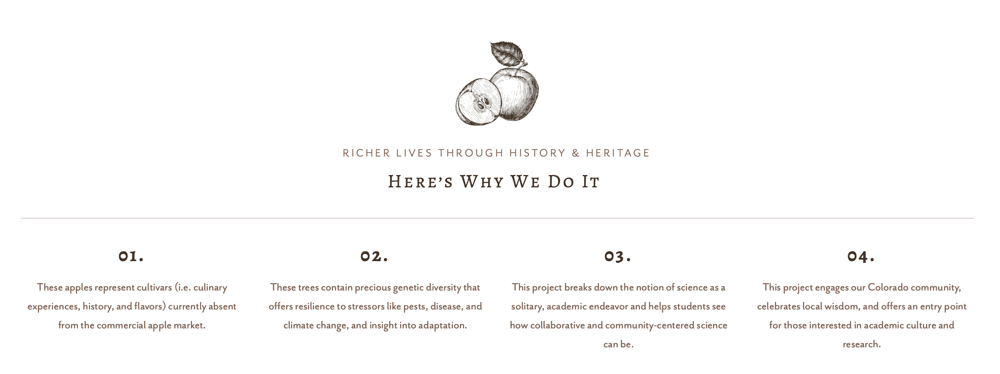 RICHER LIVES THROUGH HISTORY & HERITAGE
Here’s Why We Do It
01.
These apples represent cultivars (i.e. culinary
experiences, history, and flavors) currently absent
from the commercial apple market.
02.
These trees contain precious genetic diversity that
offers resilience to stressors like pests, disease, and
climate change, and insight into adaptation.
03.
This project breaks down the notion of science as a
solitary, academic endeavor and helps students see
how collaborative and community-centered science
can be.
04.
This project engages our Colorado community,
celebrates local wisdom, and offers an entry point
for those interested in academic culture and
research.